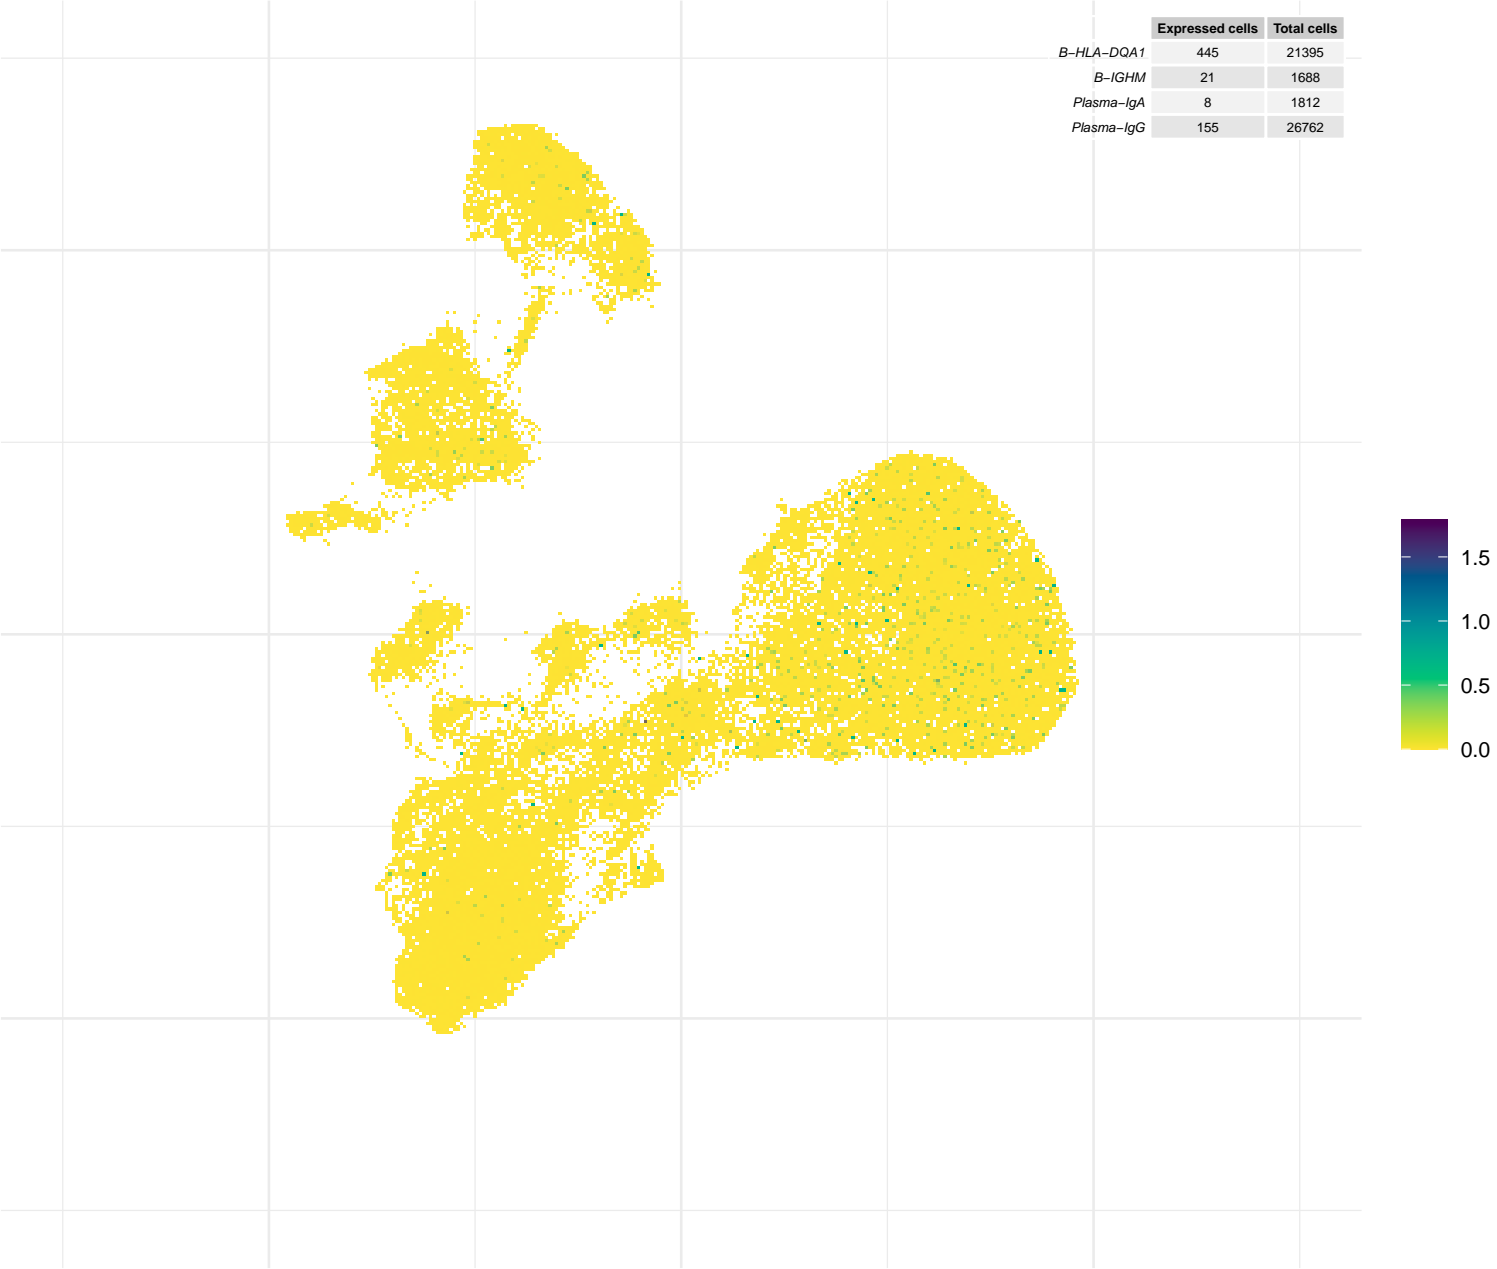 Expressed cells Total cells
B−HLA−DQA1 445 21395
B−IGHM 21 1688
Plasma−IgA 8 1812
Plasma−IgG 155 26762
1.5
1.0
0.5
0.0